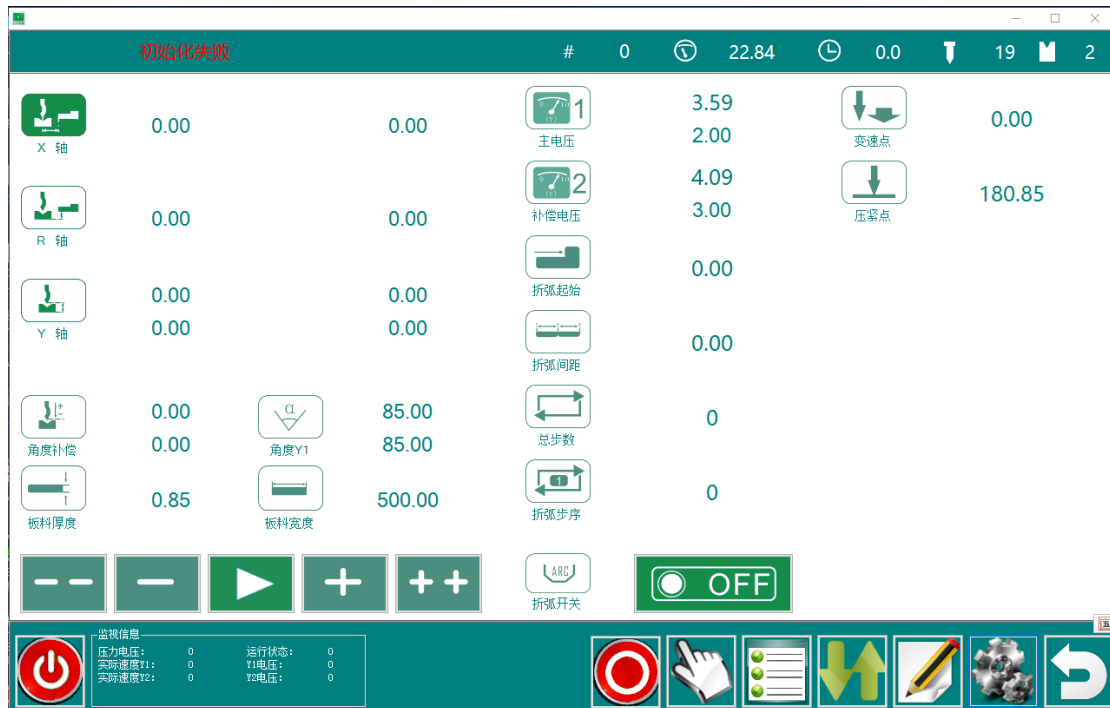 初始化失败 # 0 22.84 0.0 19 2
X 轴 0.00 0.00
R 轴 0.00 0.00
Y 轴 0.00 0.00
0.00 0.00
角度补偿 0.00
0.00
α
角度Y1 85.00
85.00
板料厚度 0.85
板料宽度 500.00
1
主电压 3.59
2.00
2
补偿电压 4.09
3.00
折弧起始 0.00
折弧间距 0.00
总步数 0
1
折弧步序 0
ARC
折弧开关 OFF
变速点 0.00
压紧点 180.85
监视信息
压力电压: 0 运行状态: 0
实际速度Y1: 0 Y1电压: 0
实际速度Y2: 0 Y2电压: 0
五